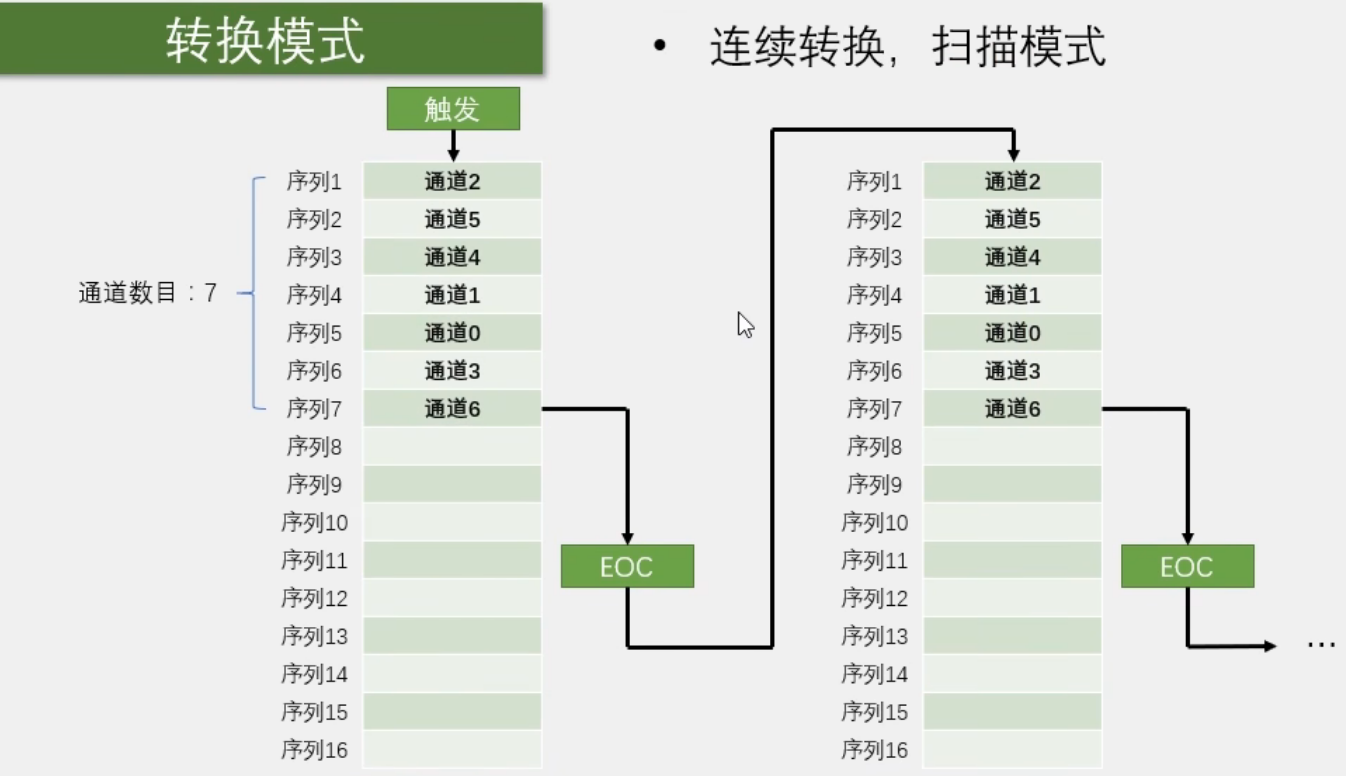 转换模式
• 连续转换，扫描模式
触发
通道数目：7
序列1 通道2
序列2 通道5
序列3 通道4
序列4 通道1
序列5 通道0
序列6 通道3
序列7 通道6
序列8
序列9
序列10
序列11
序列12
序列13
序列14
序列15
序列16
EOC
序列1 通道2
序列2 通道5
序列3 通道4
序列4 通道1
序列5 通道0
序列6 通道3
序列7 通道6
序列8
序列9
序列10
序列11
序列12
序列13
序列14
序列15
序列16
EOC
…